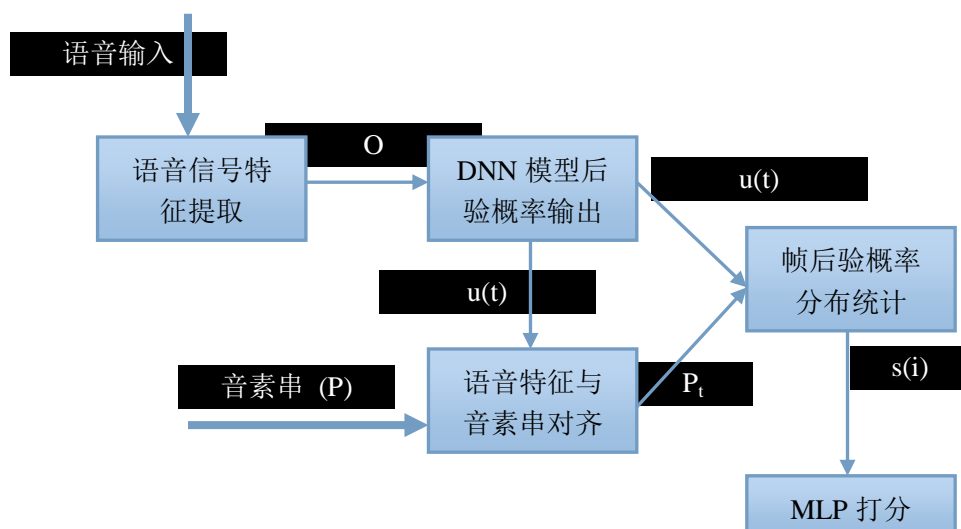 语音输入
O
语音信号特
征提取
DNN 模型后
验概率输出
u(t)
帧后验概率
分布统计
u(t)
s(i)
音素串 (P)
语音特征与
音素串对齐
Pₜ
MLP 打分